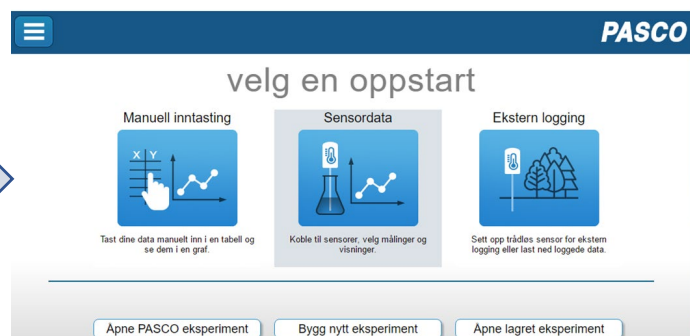 PASCO
velg en oppstart
Manuell inntasting
X Y
Tast dine data manuelt inn i en tabell og
se dem i en graf.
Sensordata
Koble til sensorer, velg målinger og
visninger.
Ekstern logging
Sett opp trådløs sensor for ekstern
logging eller last ned loggede data.
Åpne PASCO eksperiment
Bygg nytt eksperiment
Åpne lagret eksperiment